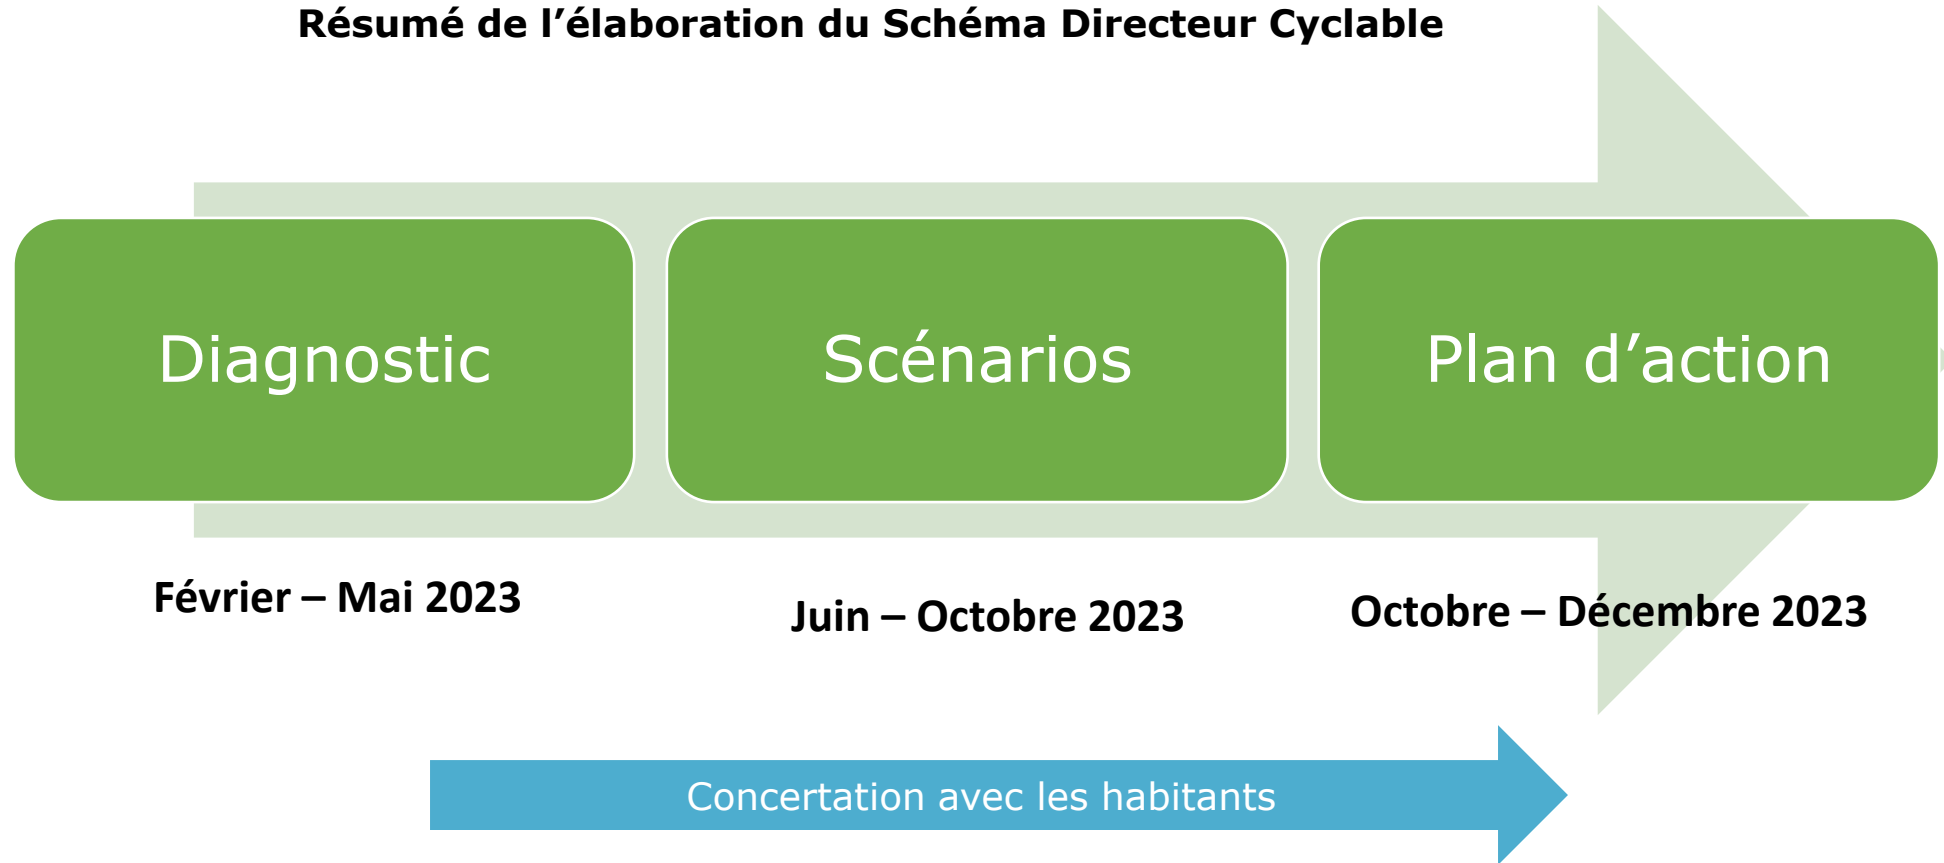 Résumé de l’élaboration du Schéma Directeur Cyclable
Diagnostic
Scénarios
Plan d’action
Février – Mai 2023
Juin – Octobre 2023
Octobre – Décembre 2023
Concertation avec les habitants